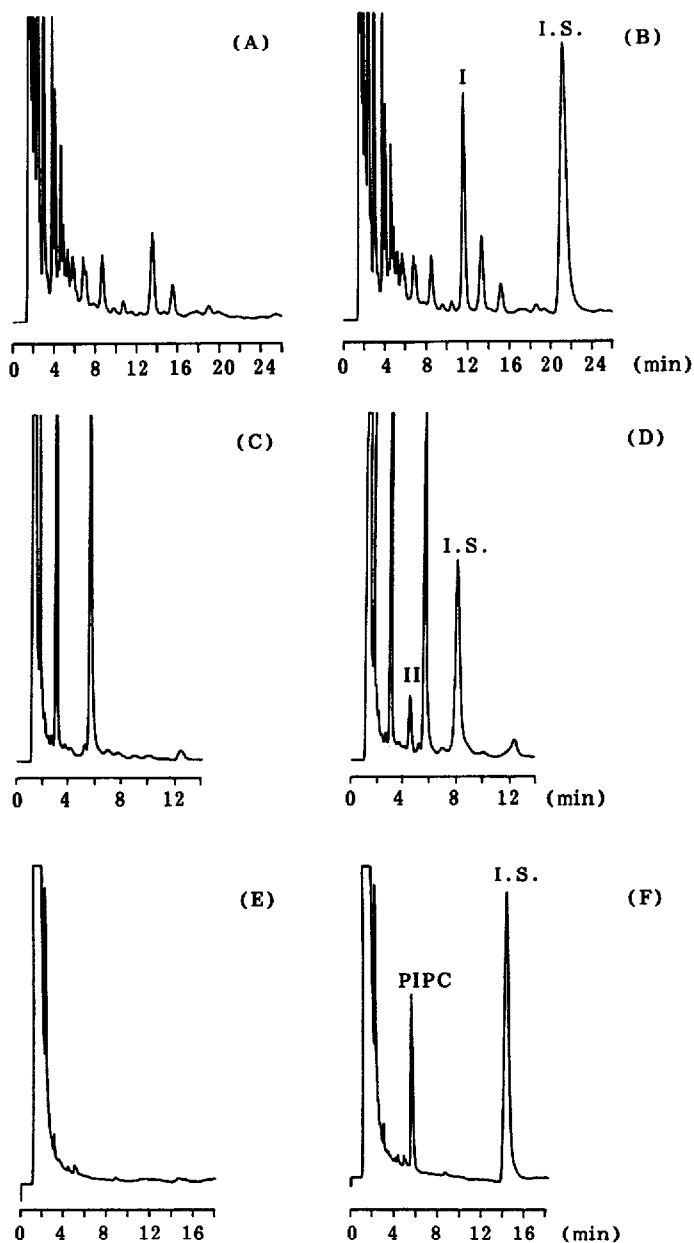 (A)
I.S.
(B)
I
0 4 8 12 16 20 24
0 4 8 12 16 20 24 (min)
(C)
(D)
I.S.
II
0 4 8 12
0 4 8 12 (min)
(E)
I.S.
(F)
PIPC
0 4 8 12 16
0 4 8 12 16 (min)